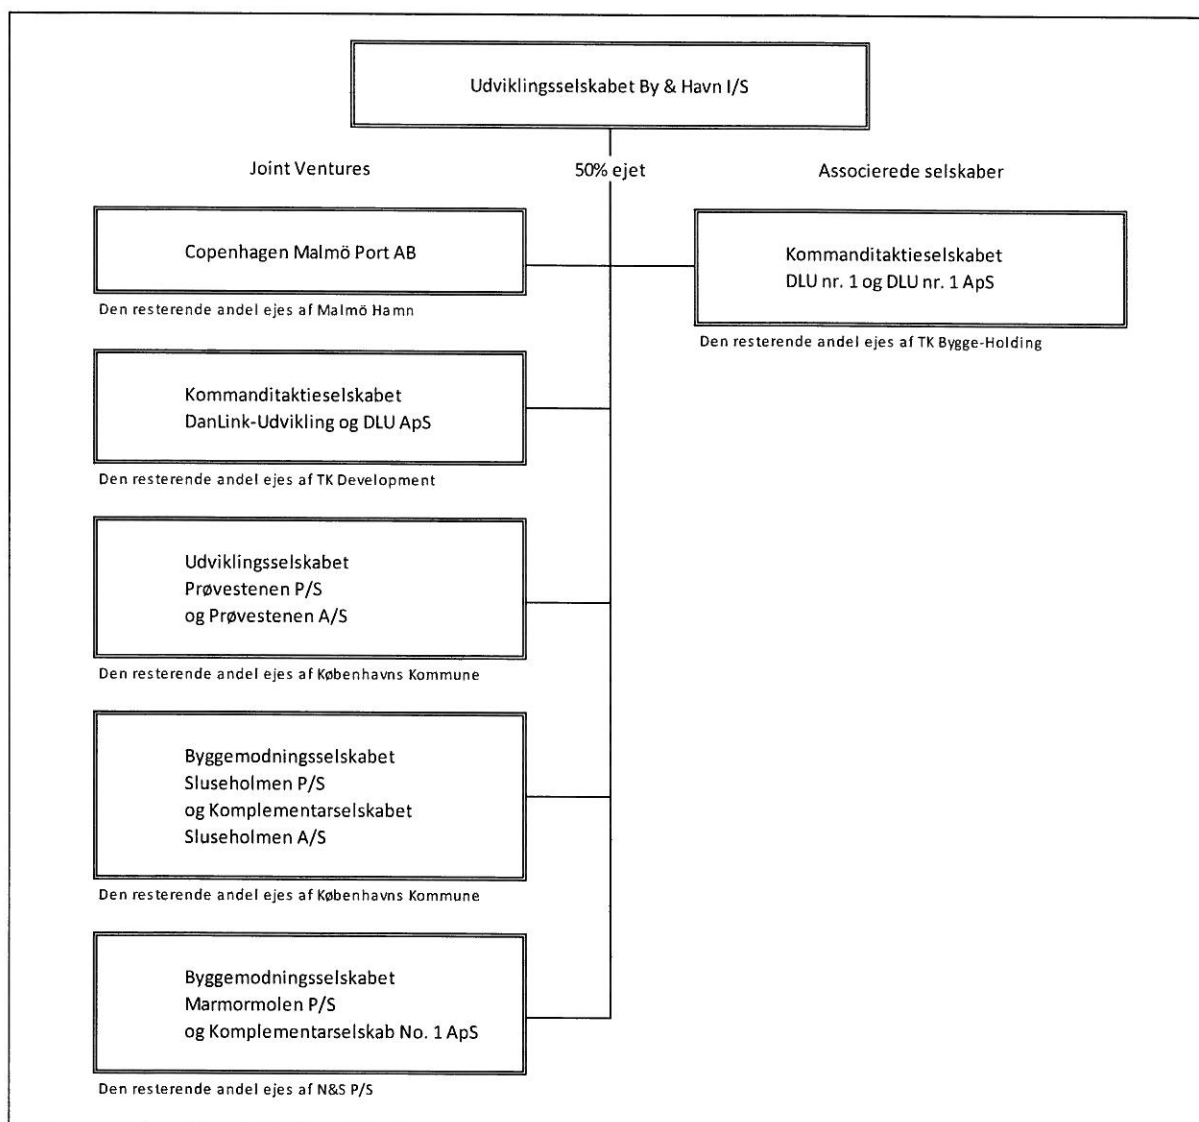 Udviklingsselskabet By & Havn I/S
Joint Ventures
50% ejet
Associerede selskaber
Copenhagen Malmö Port AB
Den resterende andel ejes af Malmö Hamn
Kommanditaktieselskabet
DLU nr. 1 og DLU nr. 1 ApS
Den resterende andel ejes af TK Bygge-Holding
Kommanditaktieselskabet
DanLink-Udvikling og DLU ApS
Den resterende andel ejes af TK Development
Udviklingsselskabet
Prøvestenen P/S
og Prøvestenen A/S
Den resterende andel ejes af Københavns Kommune
Byggemodningsselskabet
Sluseholmen P/S
og Komplementarselskabet
Sluseholmen A/S
Den resterende andel ejes af Københavns Kommune
Byggemodningsselskabet
Marmormolen P/S
og Komplementarselskab No. 1 ApS
Den resterende andel ejes af N&S P/S